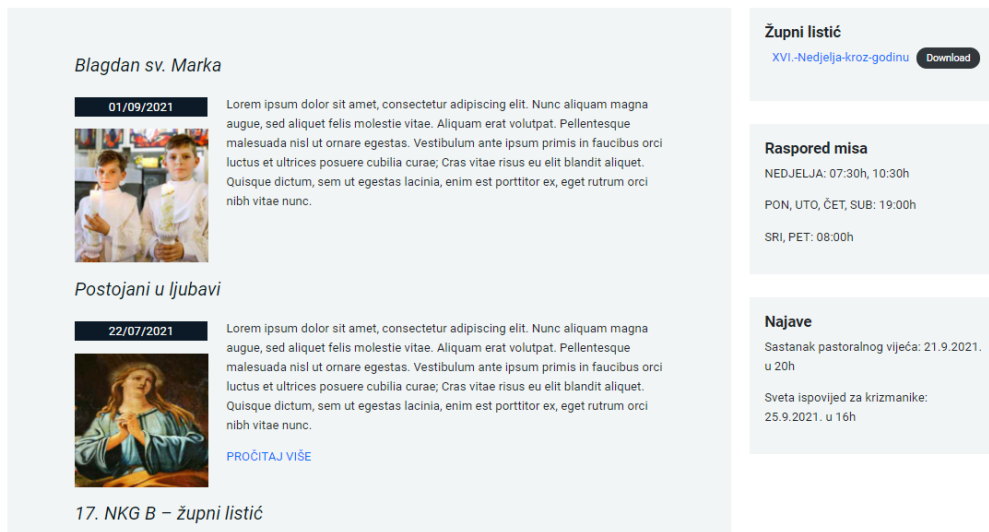 Blagdan sv. Marka
01/09/2021
Lorem ipsum dolor sit amet, consectetur adipiscing elit. Nunc aliquam magna
augue, sed aliquet felis molestie vitae. Aliquam erat volutpat. Pellentesque
malesuada nisl ut ornare egestas. Vestibulum ante ipsum primis in faucibus orci
luctus et ultrices posuere cubilia curae; Cras vitae risus eu elit blandit aliquet.
Quisque dictum, sem ut egestas lacinia, enim est porttitor ex, eget rutrum orci
nibh vitae nunc.
Postojani u ljubavi
22/07/2021
Lorem ipsum dolor sit amet, consectetur adipiscing elit. Nunc aliquam magna
augue, sed aliquet felis molestie vitae. Aliquam erat volutpat. Pellentesque
malesuada nisl ut ornare egestas. Vestibulum ante ipsum primis in faucibus orci
luctus et ultrices posuere cubilia curae; Cras vitae risus eu elit blandit aliquet.
Quisque dictum, sem ut egestas lacinia, enim est porttitor ex, eget rutrum orci
nibh vitae nunc.
PROČITAJ VIŠE
17. NKG B – župni listić
Župni listić
XVI.-Nedjelja-kroz-godinu Download
Raspored misa
NEDJELJA: 07:30h, 10:30h
PON, UTO, ČET, SUB: 19:00h
SRI, PET: 08:00h
Najave
Sastanak pastoralnog vijeća: 21.9.2021.
u 20h
Sveta ispovijed za krizmanike:
25.9.2021. u 16h